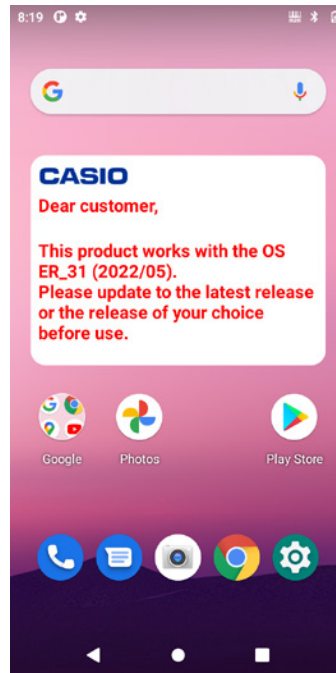 8:19
CASIO
Dear customer,
This product works with the OS
ER_31 (2022/05).
Please update to the latest release
or the release of your choice
before use.
Google
Photos
Play Store